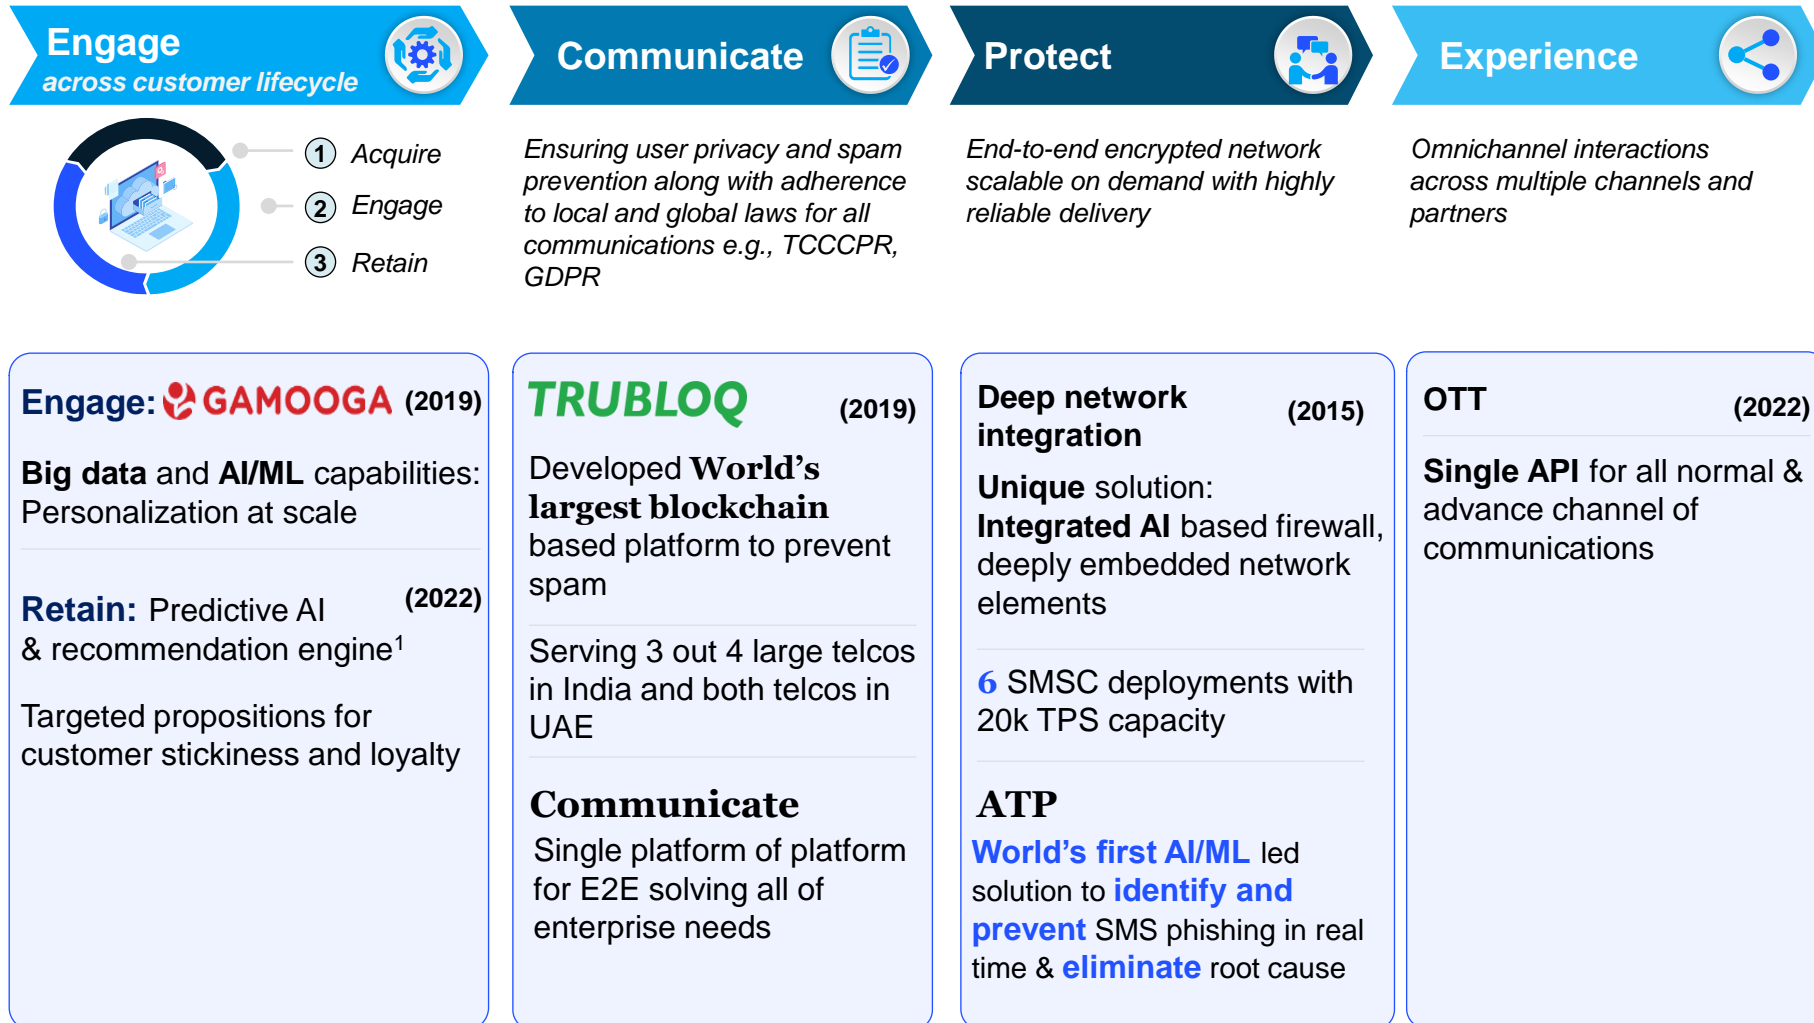 Engage
across customer lifecycle
Communicate
Protect
Experience
1 Acquire
2 Engage
3 Retain
Ensuring user privacy and spam
prevention along with adherence
to local and global laws for all
communications e.g., TCCCPR,
GDPR
End-to-end encrypted network
scalable on demand with highly
reliable delivery
Omnichannel interactions
across multiple channels and
partners
Engage: GAMOOGA (2019)
Big data and AI/ML capabilities:
Personalization at scale
Retain: Predictive AI (2022)
& recommendation engine¹
Targeted propositions for
customer stickiness and loyalty
TRUBLOQ (2019)
Developed World’s
largest blockchain
based platform to prevent
spam
Serving 3 out 4 large telcos
in India and both telcos in
UAE
Communicate
Single platform of platform
for E2E solving all of
enterprise needs
Deep network
integration (2015)
Unique solution:
Integrated AI based firewall,
deeply embedded network
elements
6 SMSC deployments with
20k TPS capacity
ATP
World’s first AI/ML led
solution to identify and
prevent SMS phishing in real
time & eliminate root cause
OTT (2022)
Single API for all normal &
advance channel of
communications